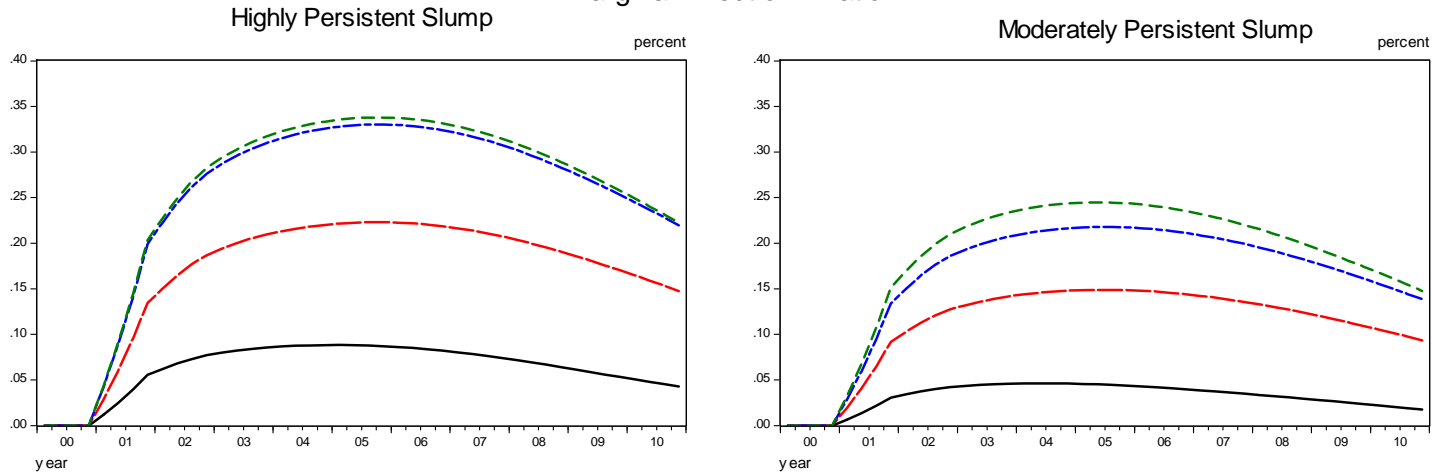 Highly Persistent Slump
Moderately Persistent Slump
percent
percent
.40
.35
.30
.25
.20
.15
.10
.05
.00
00 01 02 03 04 05 06 07 08 09 10
year
.40
.35
.30
.25
.20
.15
.10
.05
.00
00 01 02 03 04 05 06 07 08 09 10
year